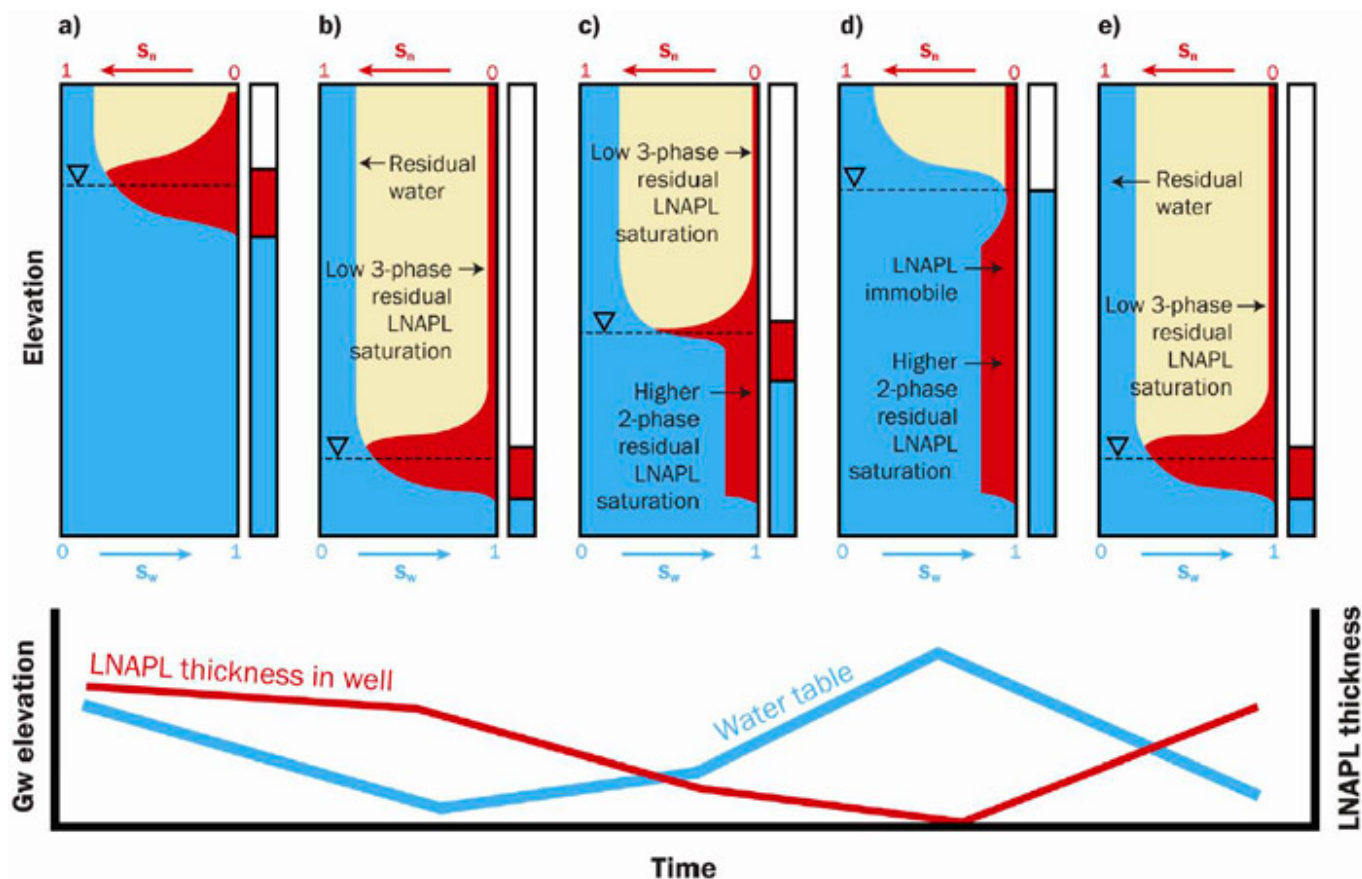 a)
b)
c)
d)
e)
Sn
1 0
Sn
1 0
Sn
1 0
Sn
1 0
Sn
1 0
Elevation
Residual
water
Low 3-phase
residual
LNAPL
saturation
Low 3-phase
residual
LNAPL
saturation
Higher
2-phase
residual
LNAPL
saturation
LNAPL
immobile
Higher
2-phase
residual
LNAPL
saturation
Residual
water
Low 3-phase
residual
LNAPL
saturation
0 1
Sw
0 1
Sw
0 1
Sw
0 1
Sw
0 1
Sw
Gw elevation
LNAPL thickness in well
Water table
LNAPL thickness
Time